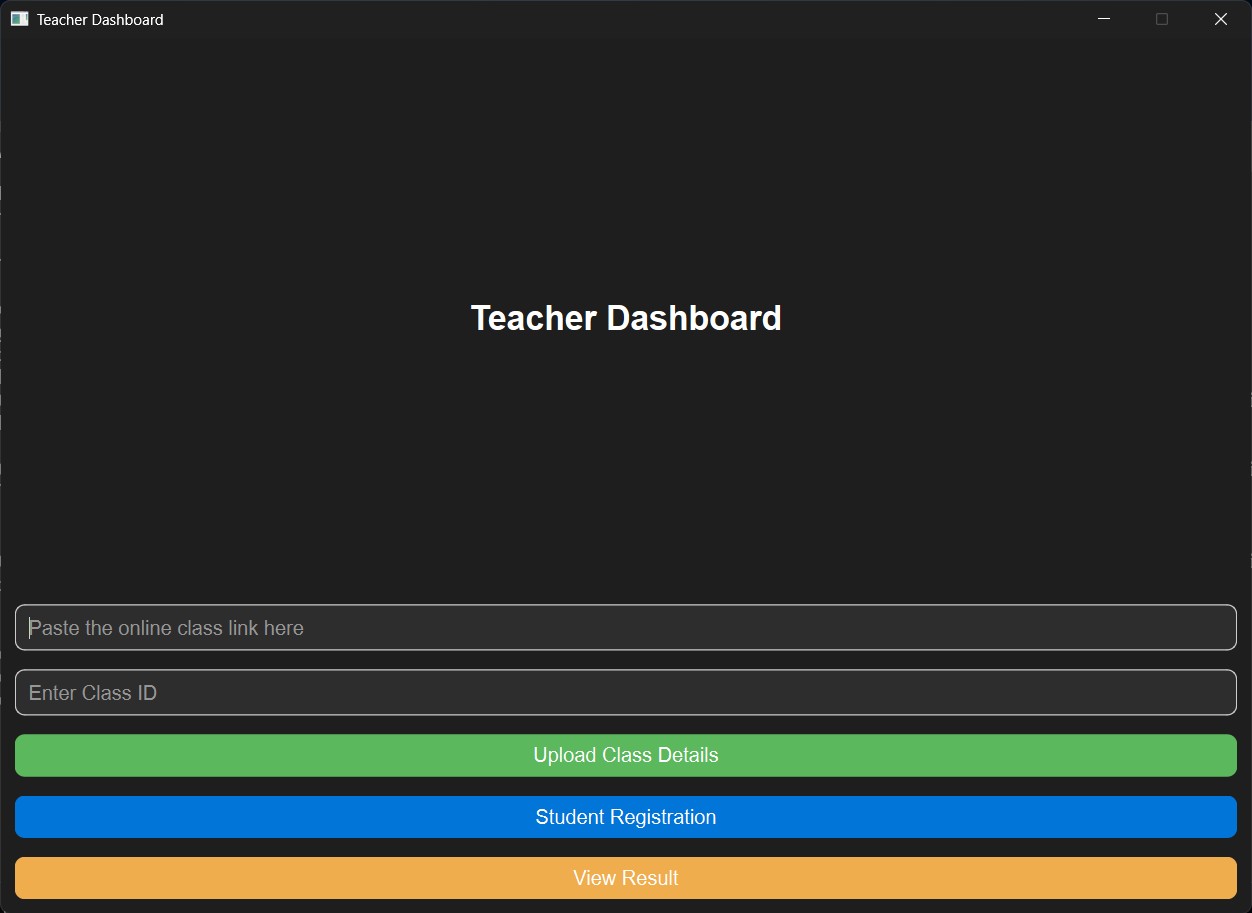 Teacher Dashboard
Teacher Dashboard
Paste the online class link here
Enter Class ID
Upload Class Details
Student Registration
View Result